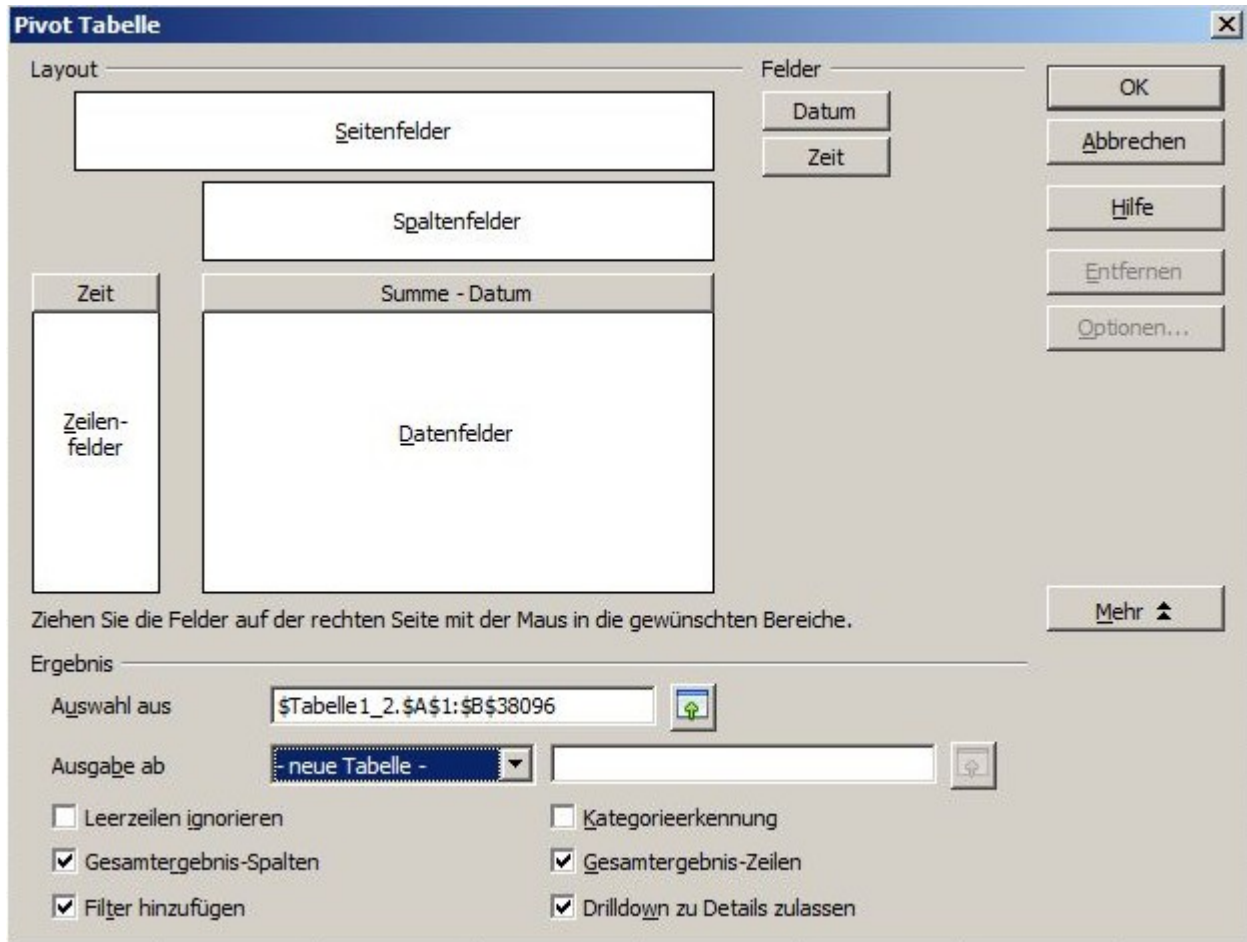 Pivot Tabelle
Layout
Felder
Seitenfelder
Datum
Zeit
OK
Abbrechen
Spaltenfelder
Hilfe
Entfernen
Optionen...
Zeit
Summe - Datum
Zeilen-
felder
Datenfelder
Ziehen Sie die Felder auf der rechten Seite mit der Maus in die gewünschten Bereiche.
Mehr
Ergebnis
Auswahl aus
$Tabelle1_2.$A$1:$B$38096
Ausgabe ab
- neue Tabelle -
Leerzeilen ignorieren
Kategorieerkennung
Gesamtergebnis-Spalten
Gesamtergebnis-Zeilen
Filter hinzufügen
Drilldown zu Details zulassen